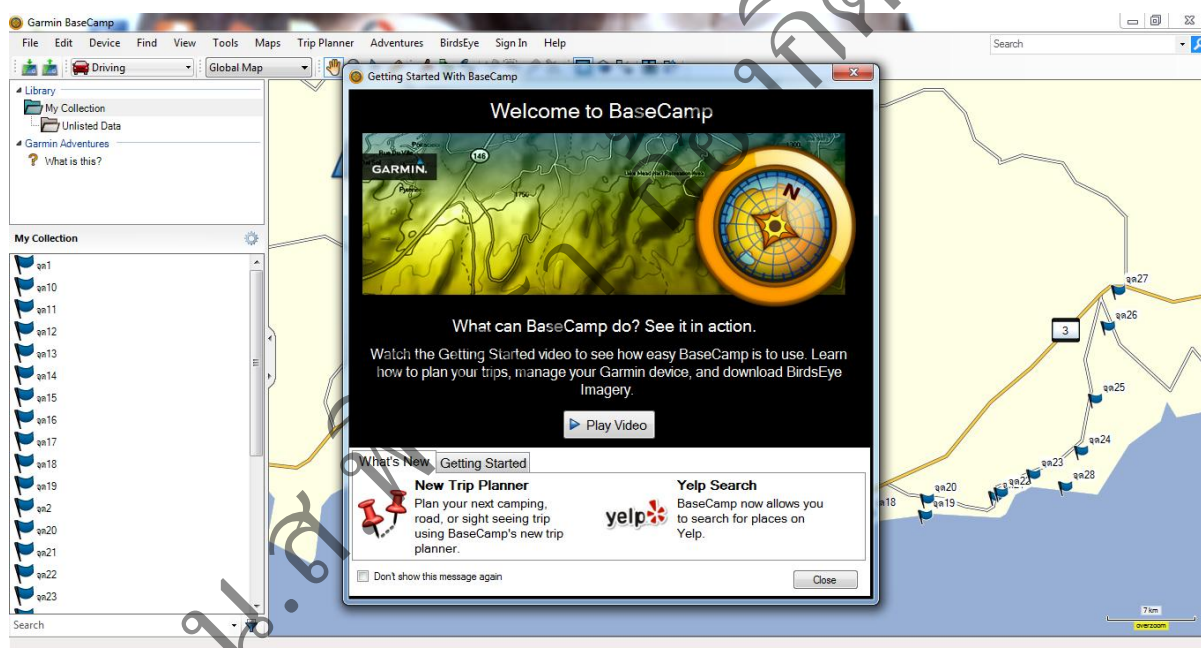 Garmin BaseCamp
File Edit Device Find View Tools Maps Trip Planner Adventures BirdsEye Sign In Help
Search
Driving
Global Map
Library
My Collection
Unlisted Data
Garmin Adventures
What is this?
My Collection
จุด1
จุด10
จุด11
จุด12
จุด13
จุด14
จุด15
จุด16
จุด17
จุด18
จุด19
จุด2
จุด20
จุด21
จุด22
จุด23
Search
Getting Started With BaseCamp
Welcome to BaseCamp
GARMIN.
146
N
What can BaseCamp do? See it in action.
Watch the Getting Started video to see how easy BaseCamp is to use. Learn
how to plan your trips, manage your Garmin device, and download BirdsEye
Imagery.
Play Video
What's New
Getting Started
New Trip Planner
Plan your next camping,
road, or sight seeing trip
using BaseCamp's new trip
planner.
yelp
Yelp Search
BaseCamp now allows you
to search for places on
Yelp.
Don't show this message again
Close
จุด27
จุด26
3
จุด25
จุด24
จุด23
จุด22
จุด28
จุด20
จุด19
7 km
overzoom